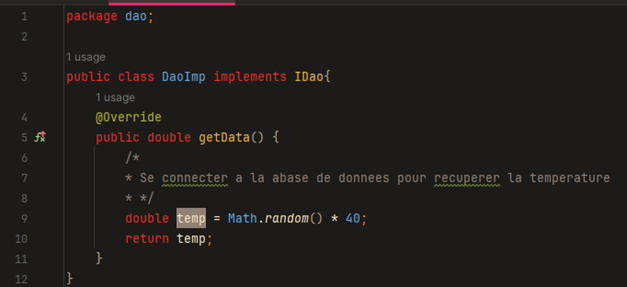 1 package dao;
2
1 usage
3 public class DaoImp implements IDao{
1 usage
4 @Override
5 public double getData() {
6 /*
7 * Se connecter a la abase de donnees pour recuperer la temperature
8 * */
9 double temp = Math.random() * 40;
10 return temp;
11 }
12 }